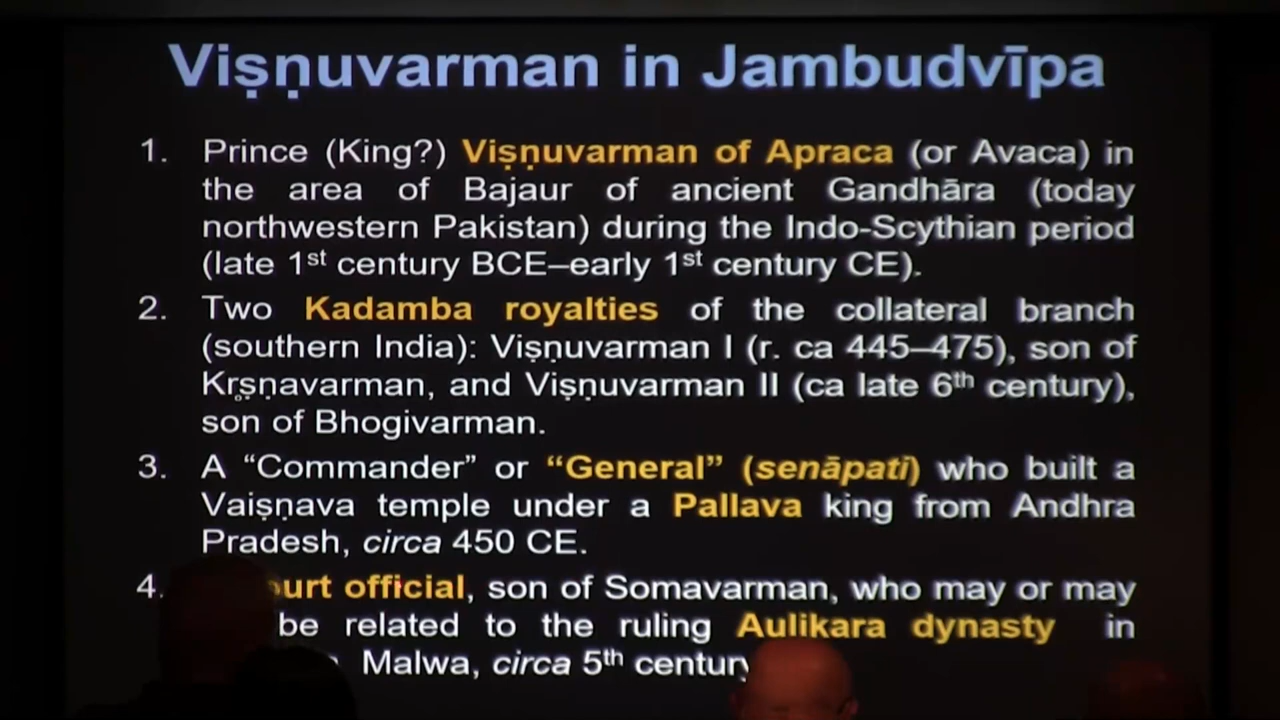 Viṣṇuvarman in Jambudvīpa
1. Prince (King?) Viṣṇuvarman of Apraca (or Avaca) in
the area of Bajaur of ancient Gandhāra (today
northwestern Pakistan) during the Indo-Scythian period
(late 1st century BCE–early 1st century CE).
2. Two Kadamba royalties of the collateral branch
(southern India): Viṣṇuvarman I (r. ca 445–475), son of
Kr̥ṣṇavarman, and Viṣṇuvarman II (ca late 6th century),
son of Bhogivarman.
3. A “Commander” or “General” (senāpati) who built a
Vaiṣṇava temple under a Pallava king from Andhra
Pradesh, circa 450 CE.
4. official, son of Somavarman, who may or may
be related to the ruling Aulikara dynasty in
Malwa, circa 5th century